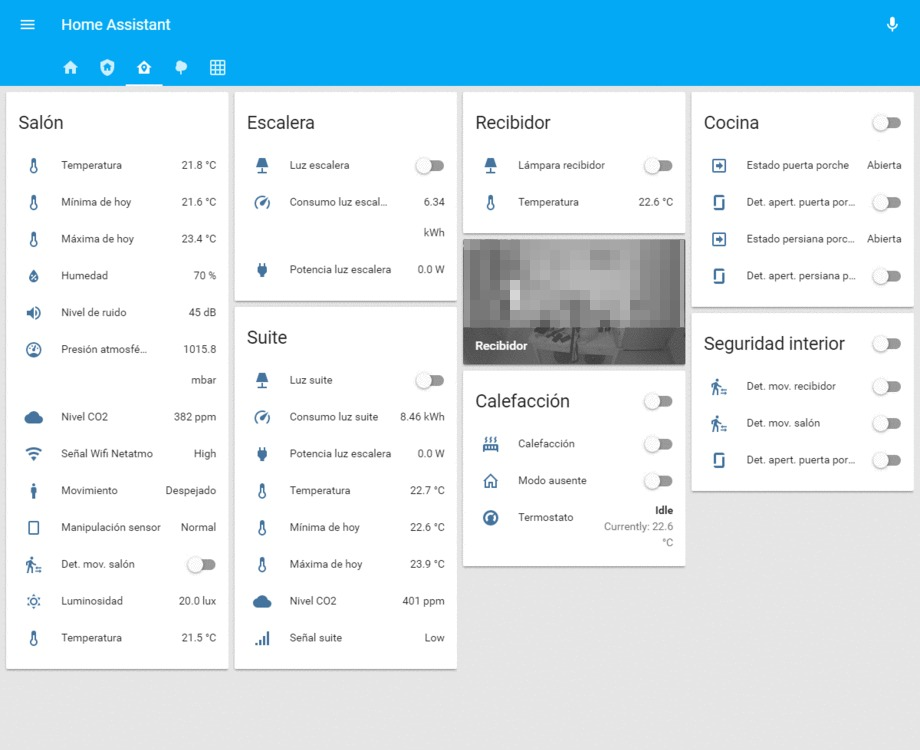 Home Assistant
Salón
Temperatura 21.8 °C
Mínima de hoy 21.6 °C
Máxima de hoy 23.4 °C
Humedad 70 %
Nivel de ruido 45 dB
Presión atmosfé... 1015.8
mbar
Nivel CO2 382 ppm
Señal Wifi Netatmo High
Movimiento Despejado
Manipulación sensor Normal
Det. mov. salón
Luminosidad 20.0 lux
Temperatura 21.5 °C
Escalera
Luz escalera
Consumo luz escal... 6.34
kWh
Potencia luz escalera 0.0 W
Suite
Luz suite
Consumo luz suite 8.46 kWh
Potencia luz escalera 0.0 W
Temperatura 22.7 °C
Mínima de hoy 22.6 °C
Máxima de hoy 23.9 °C
Nivel CO2 401 ppm
Señal suite Low
Recibidor
Lámpara recibidor
Temperatura 22.6 °C
Recibidor
Calefacción
Calefacción
Modo ausente
Termostato Idle
Currently: 22.6
°C
Cocina
Estado puerta porche Abierta
Det. apert. puerta por...
Estado persiana porc... Abierta
Det. apert. persiana p...
Seguridad interior
Det. mov. recibidor
Det. mov. salón
Det. apert. puerta por...